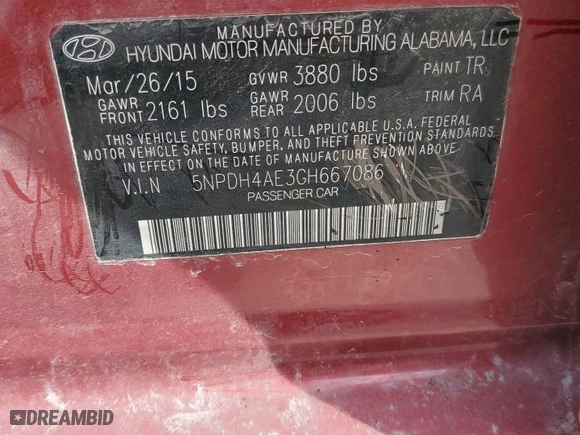 MANUFACTURED BY
HYUNDAI MOTOR MANUFACTURING ALABAMA, LLC
Mar/26/15 GVWR 3880 lbs PAINT TR
GAWR FRONT 2161 lbs GAWR REAR 2006 lbs TRIM RA
THIS VEHICLE CONFORMS TO ALL APPLICABLE U.S.A. FEDERAL
MOTOR VEHICLE SAFETY, BUMPER, AND THEFT PREVENTION STANDARDS
IN EFFECT ON THE DATE OF MANUFACTURE SHOWN ABOVE.
V.I.N 5NPDH4AE3GH667086
PASSENGER CAR
DREAMBID